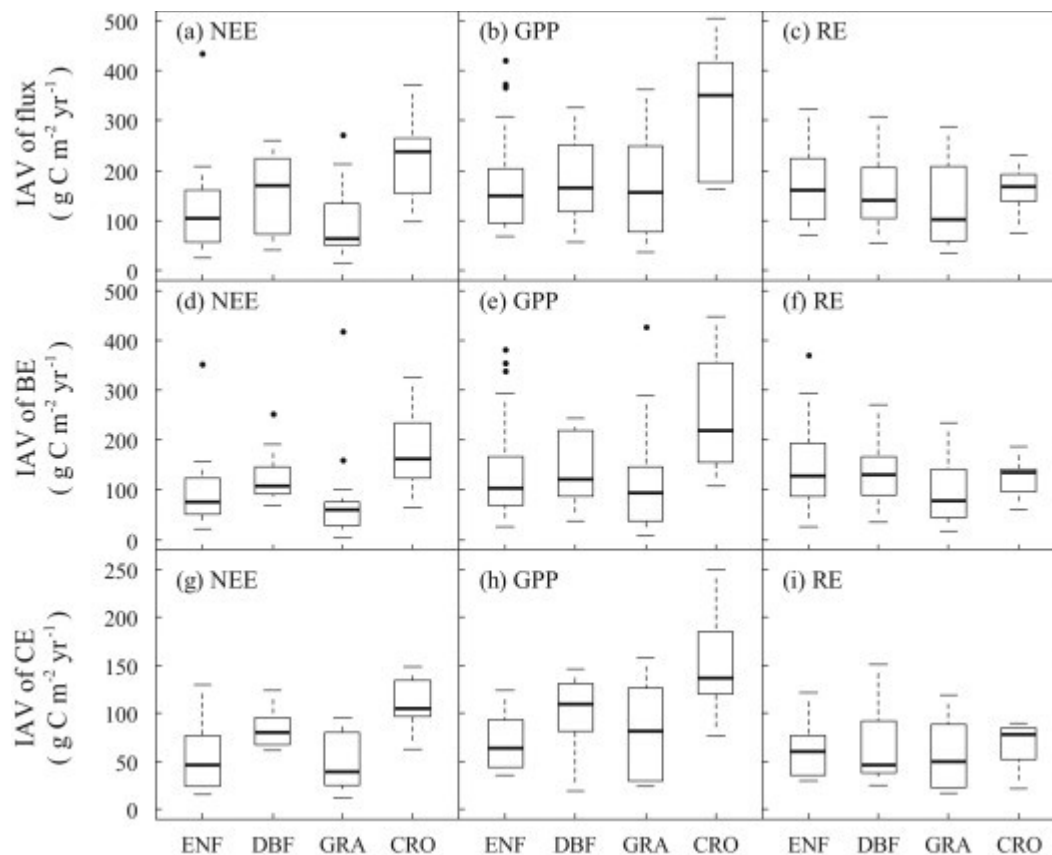 (a) NEE
(b) GPP
(c) RE
IAV of flux
( g C m-2 yr-1 )
500
400
300
200
100
0
(d) NEE
(e) GPP
(f) RE
IAV of BE
( g C m-2 yr-1 )
500
400
300
200
100
0
(g) NEE
(h) GPP
(i) RE
IAV of CE
( g C m-2 yr-1 )
250
200
150
100
50
0
ENF DBF GRA CRO ENF DBF GRA CRO ENF DBF GRA CRO